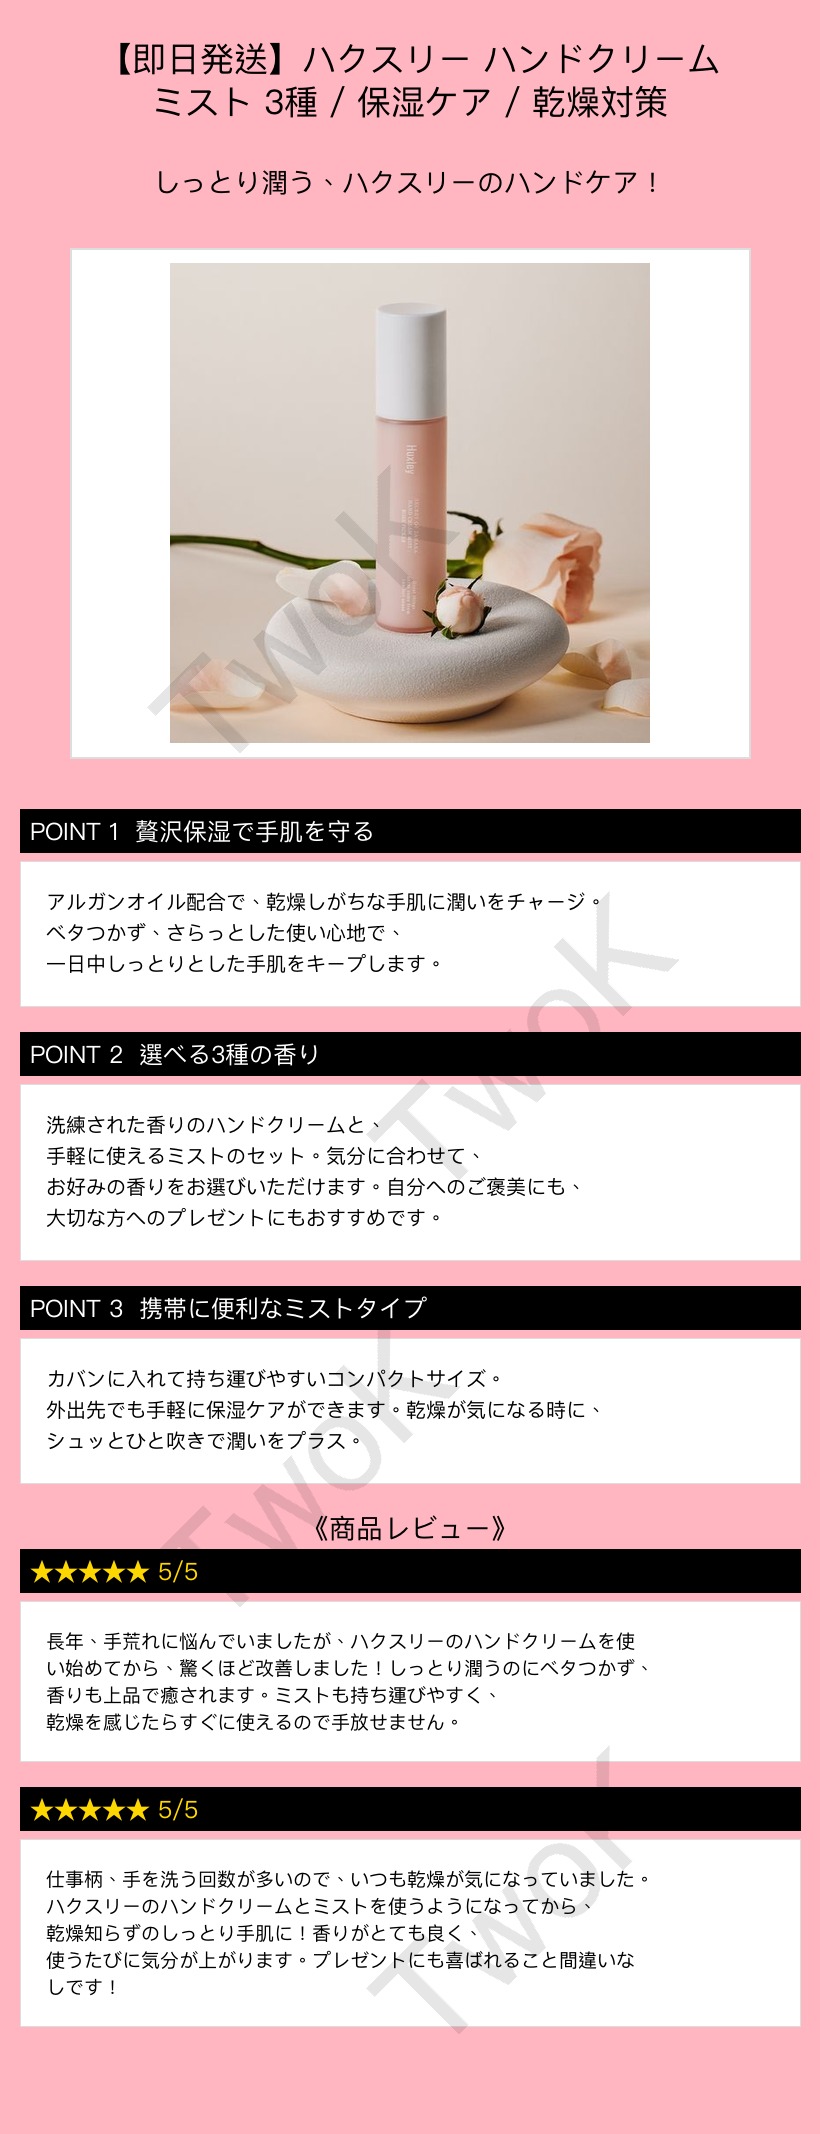 【即日発送】ハクスリー ハンドクリーム
ミスト 3種 / 保湿ケア / 乾燥対策
しっとり潤う、ハクスリーのハンドケア！
Huxley
TwoK
POINT 1 贅沢保湿で手肌を守る
アルガンオイル配合で、乾燥しがちな手肌に潤いをチャージ。
ベタつかず、さらっとした使い心地で、
一日中しっとりとした手肌をキープします。
TwoK
POINT 2 選べる3種の香り
洗練された香りのハンドクリームと、
手軽に使えるミストのセット。気分に合わせて、
お好みの香りをお選びいただけます。自分へのご褒美にも、
大切な方へのプレゼントにもおすすめです。
POINT 3 携帯に便利なミストタイプ
カバンに入れて持ち運びやすいコンパクトサイズ。
外出先でも手軽に保湿ケアができます。乾燥が気になる時に、
シュッとひと吹きで潤いをプラス。
TwoK
《商品レビュー》
★★★★★ 5/5
長年、手荒れに悩んでいましたが、ハクスリーのハンドクリームを使
い始めてから、驚くほど改善しました！しっとり潤うのにベタつかず、
香りも上品で癒されます。ミストも持ち運びやすく、
乾燥を感じたらすぐに使えるので手放せません。
★★★★★ 5/5
仕事柄、手を洗う回数が多いので、いつも乾燥が気になっていました。
ハクスリーのハンドクリームとミストを使うようになってから、
乾燥知らずのしっとり手肌に！香りがとても良く、
使うたびに気分が上がります。プレゼントにも喜ばれること間違いな
しです！
TwoK